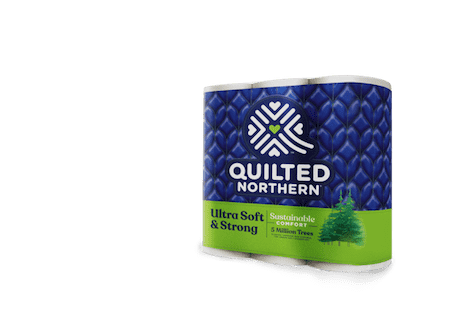 QUILTED
NORTHERN
Ultra Soft
& Strong
Sustainable
COMFORT
5 Million Trees